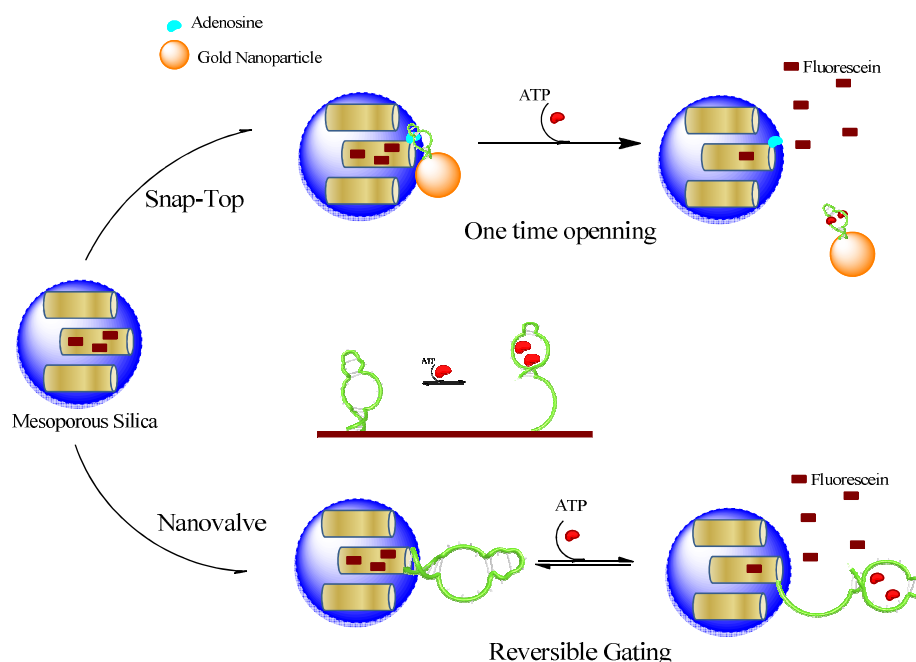 Adenosine
Gold Nanoparticle
Fluorescein
ATP
Snap-Top
One time openning
ATP
Mesoporous Silica
Fluorescein
Nanovalve
ATP
Reversible Gating